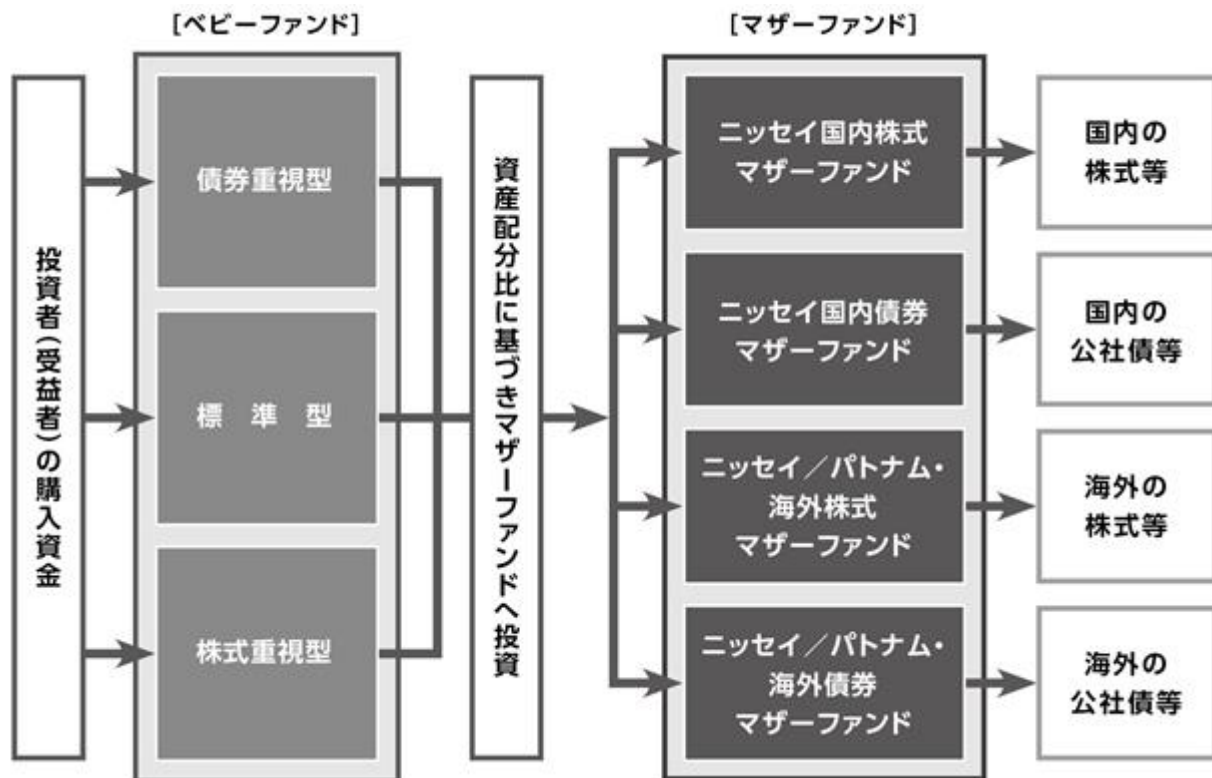 [ベビーファンド]
[マザーファンド]
投資者(受益者)の購入資金
債券重視型
標　準　型
株式重視型
資産配分比に基づきマザーファンドへ投資
ニッセイ国内株式
マザーファンド
国内の
株式等
ニッセイ国内債券
マザーファンド
国内の
公社債等
ニッセイ／パトナム・
海外株式
マザーファンド
海外の
株式等
ニッセイ／パトナム・
海外債券
マザーファンド
海外の
公社債等